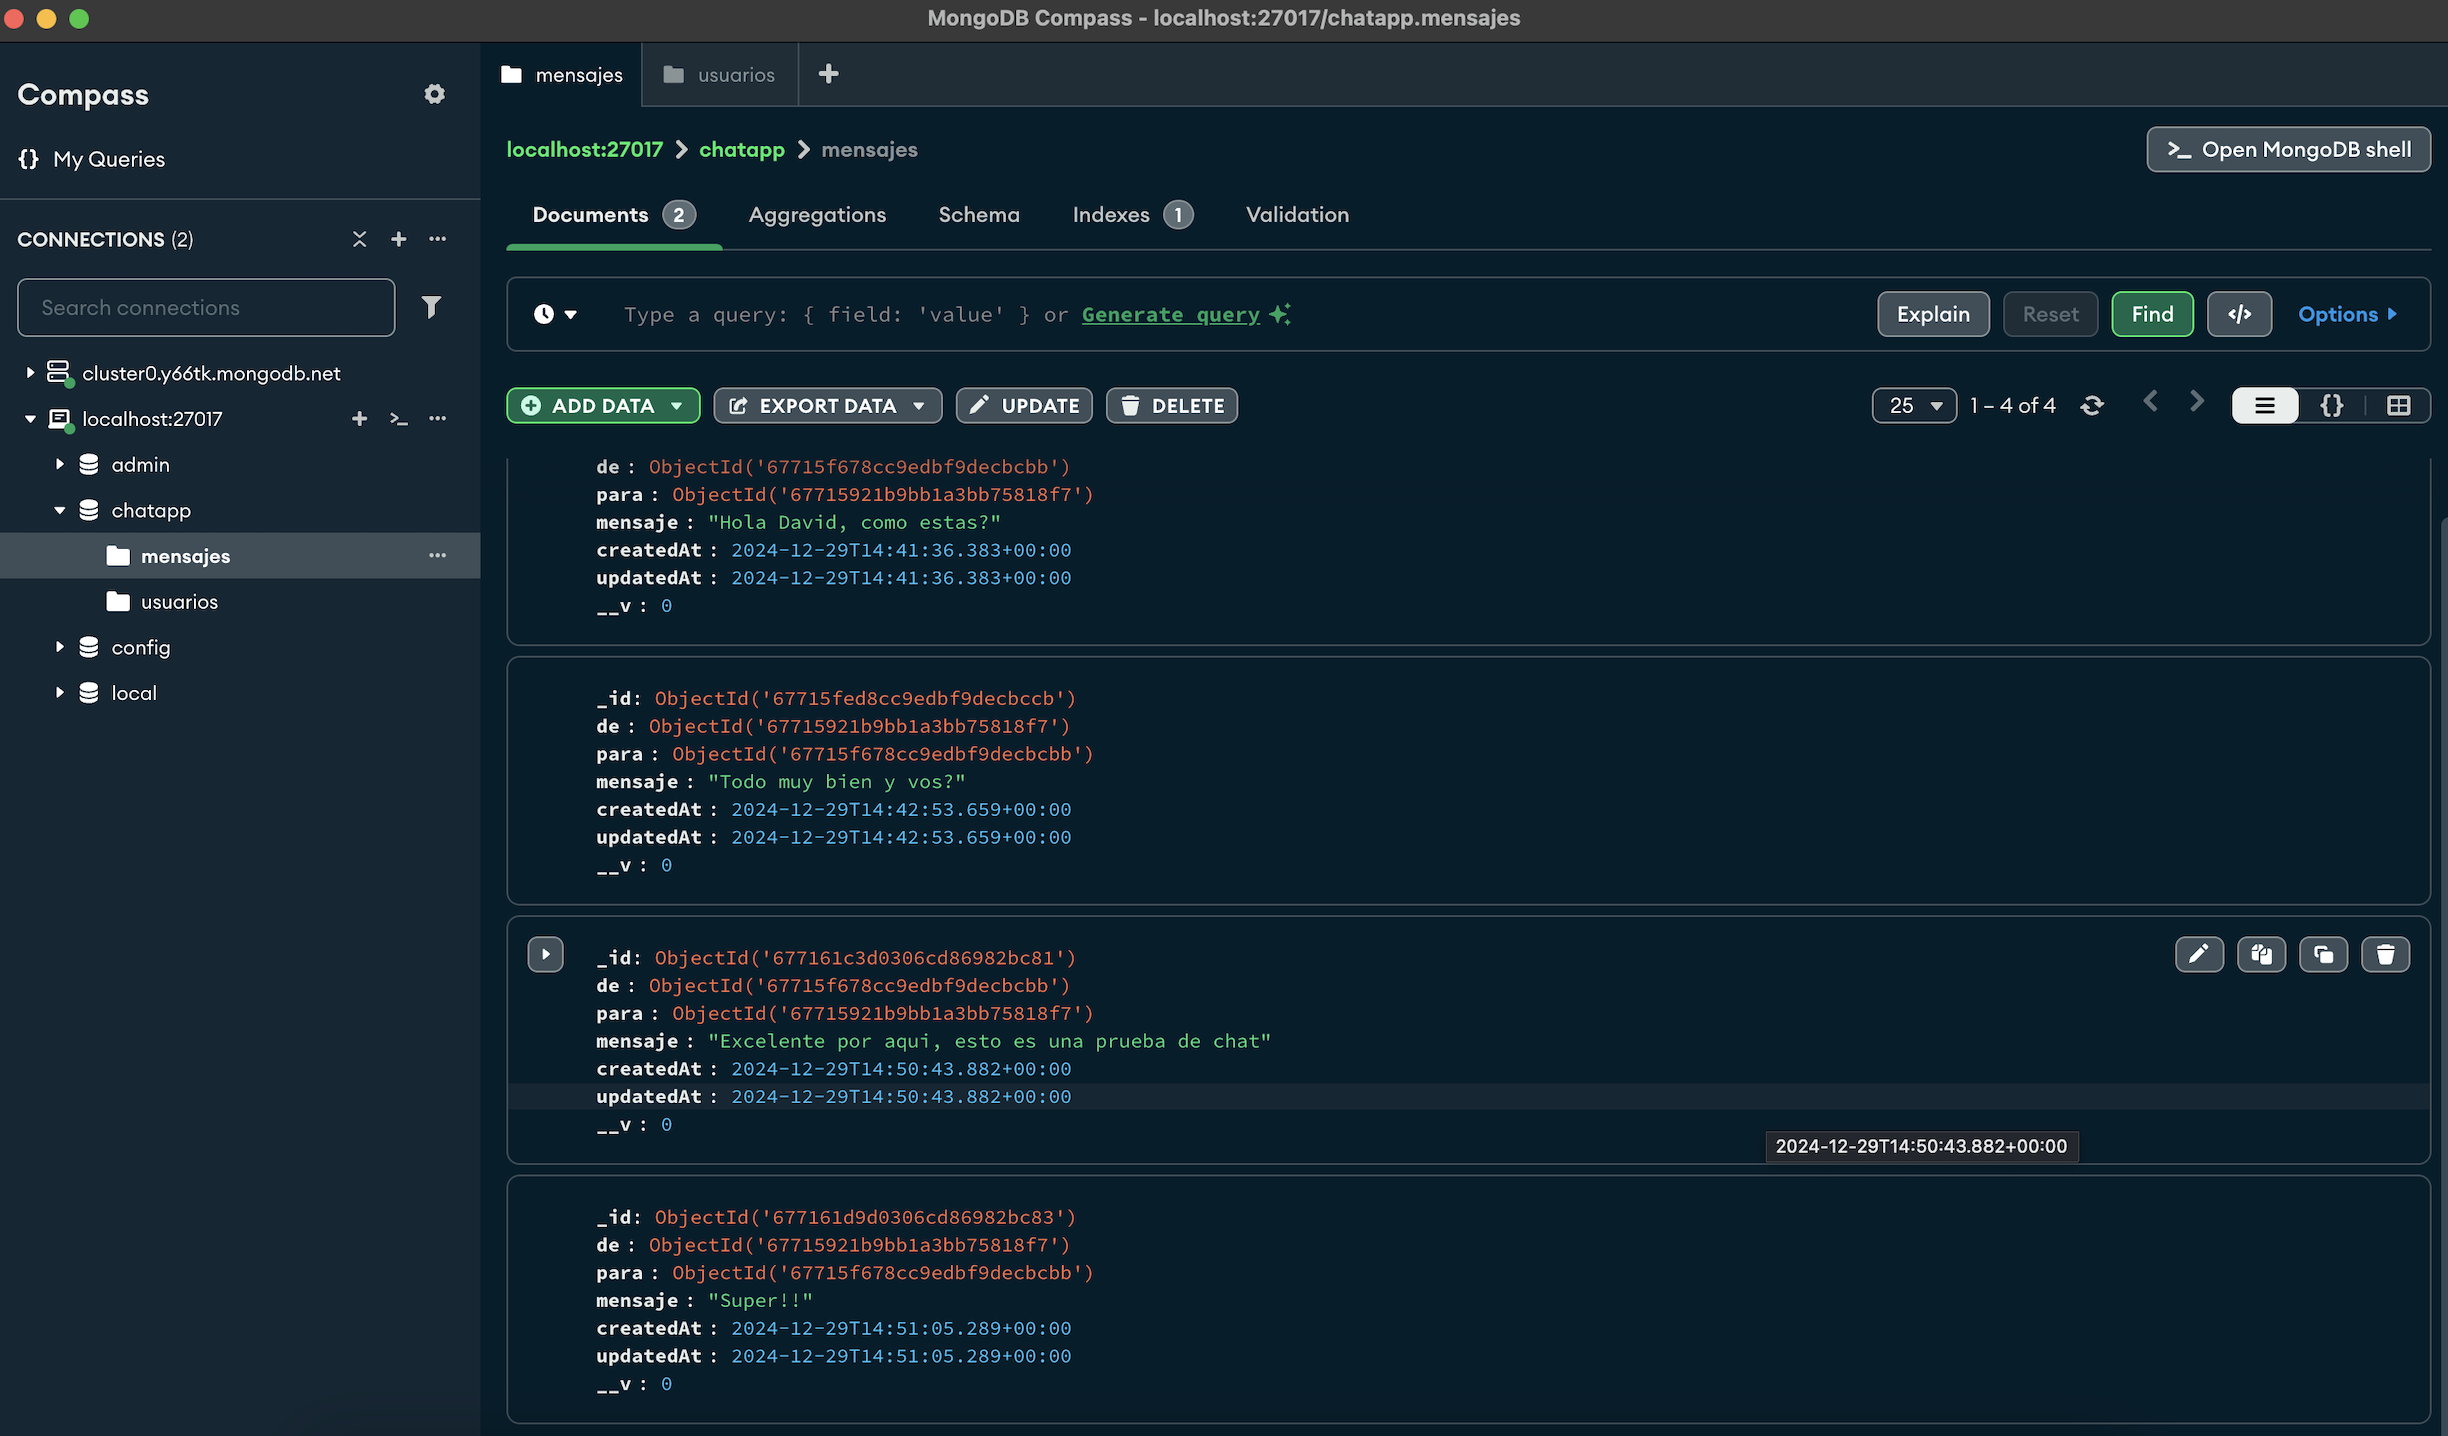 MongoDB Compass - localhost:27017/chatapp.mensajes
Compass
{} My Queries
CONNECTIONS (2)
Search connections
cluster0.y66tk.mongodb.net
localhost:27017
admin
chatapp
mensajes
usuarios
config
local
mensajes
usuarios
localhost:27017 > chatapp > mensajes
>_ Open MongoDB shell
Documents 2 Aggregations Schema Indexes 1 Validation
Type a query: { field: 'value' } or Generate query
Explain Reset Find </> Options
ADD DATA EXPORT DATA UPDATE DELETE
25 1 – 4 of 4 {}
de : ObjectId('67715f678cc9edbf9decbcbb')
para : ObjectId('67715921b9bb1a3bb75818f7')
mensaje : "Hola David, como estas?"
createdAt : 2024-12-29T14:41:36.383+00:00
updatedAt : 2024-12-29T14:41:36.383+00:00
__v : 0
_id: ObjectId('67715fed8cc9edbf9decbccb')
de : ObjectId('67715921b9bb1a3bb75818f7')
para : ObjectId('67715f678cc9edbf9decbcbb')
mensaje : "Todo muy bien y vos?"
createdAt : 2024-12-29T14:42:53.659+00:00
updatedAt : 2024-12-29T14:42:53.659+00:00
__v : 0
_id: ObjectId('677161c3d0306cd86982bc81')
de : ObjectId('67715f678cc9edbf9decbcbb')
para : ObjectId('67715921b9bb1a3bb75818f7')
mensaje : "Excelente por aqui, esto es una prueba de chat"
createdAt : 2024-12-29T14:50:43.882+00:00
updatedAt : 2024-12-29T14:50:43.882+00:00
__v : 0
2024-12-29T14:50:43.882+00:00
_id: ObjectId('677161d9d0306cd86982bc83')
de : ObjectId('67715921b9bb1a3bb75818f7')
para : ObjectId('67715f678cc9edbf9decbcbb')
mensaje : "Super!!"
createdAt : 2024-12-29T14:51:05.289+00:00
updatedAt : 2024-12-29T14:51:05.289+00:00
__v : 0